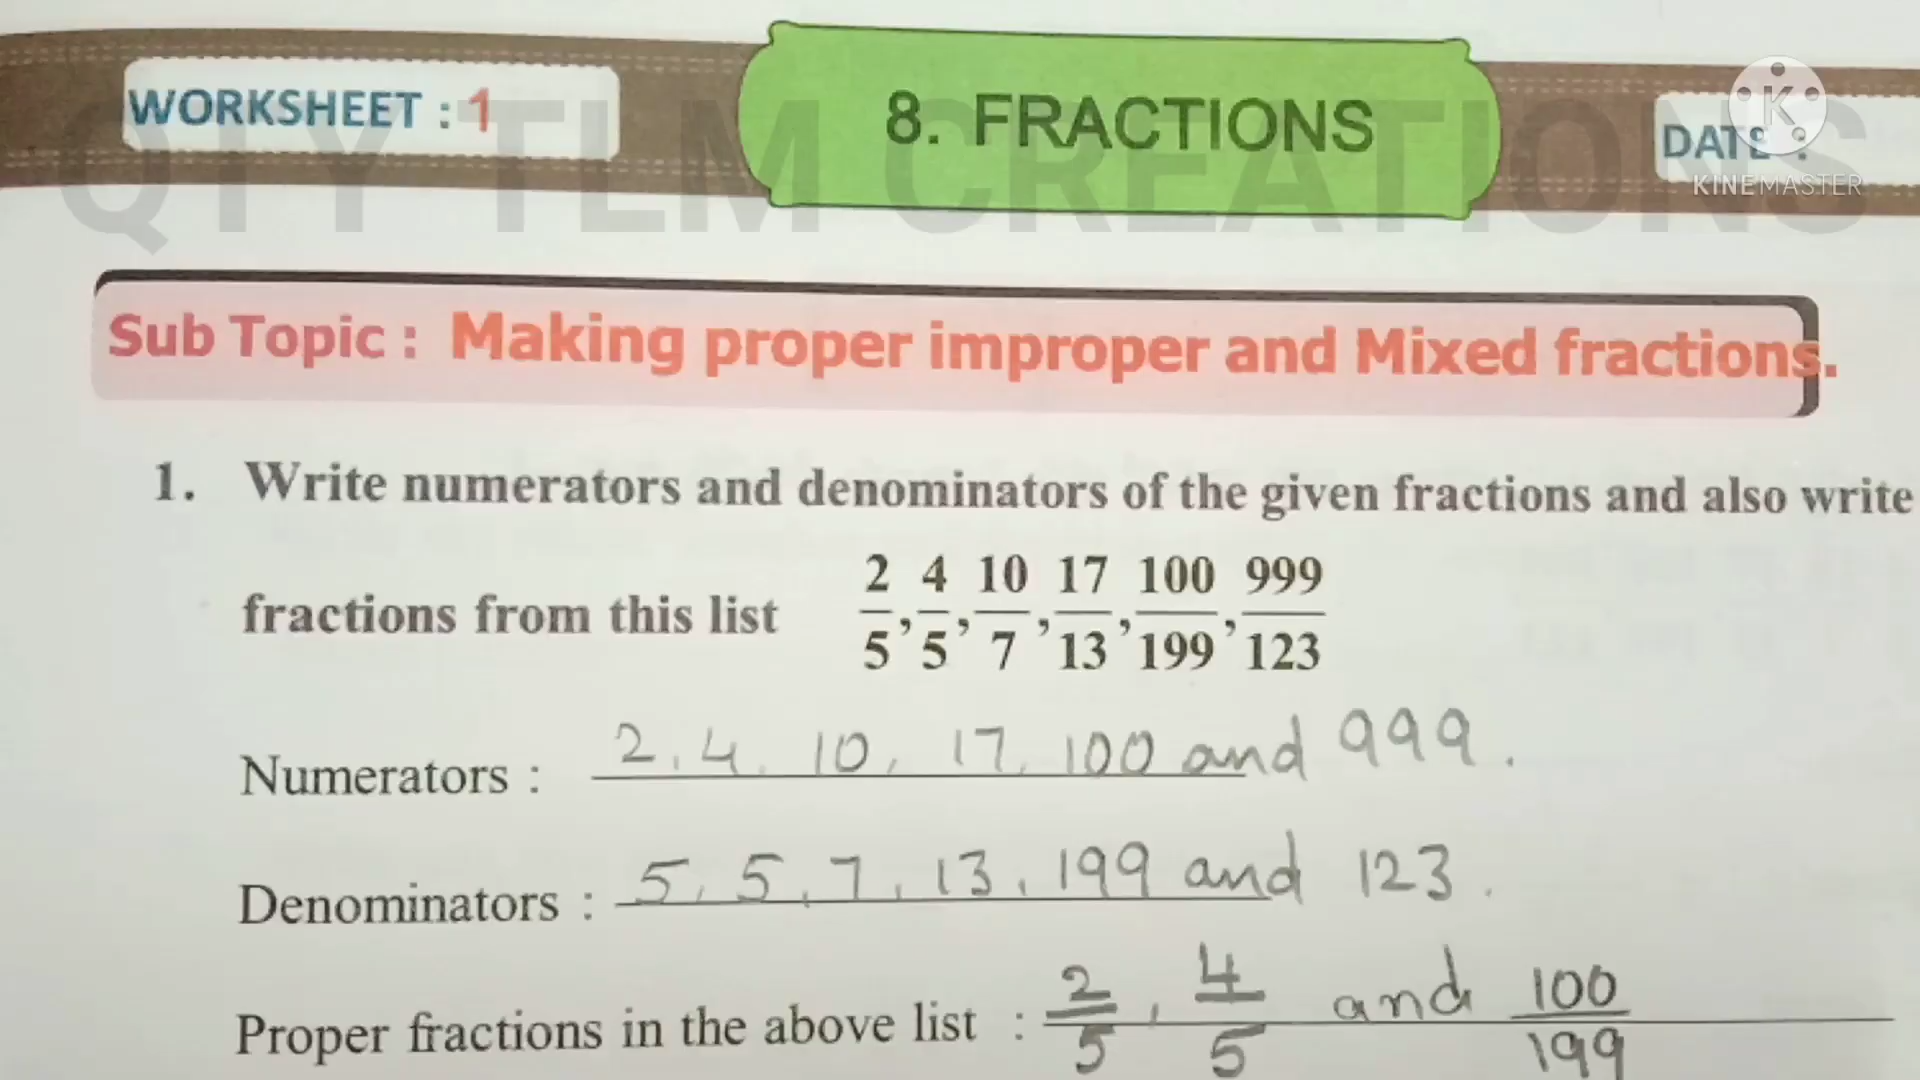 WORKSHEET : 1
8. FRACTIONS
DATE :
KINEMASTER
QTY TLM CREATIONS
Sub Topic : Making proper improper and Mixed fractions.
1. Write numerators and denominators of the given fractions and also write
fractions from this list 2/5, 4/5, 10/7, 17/13, 100/199, 999/123
Numerators : 2, 4, 10, 17, 100 and 999.
Denominators : 5, 5, 7, 13, 199 and 123.
Proper fractions in the above list : 2/5, 4/5 and 100/199